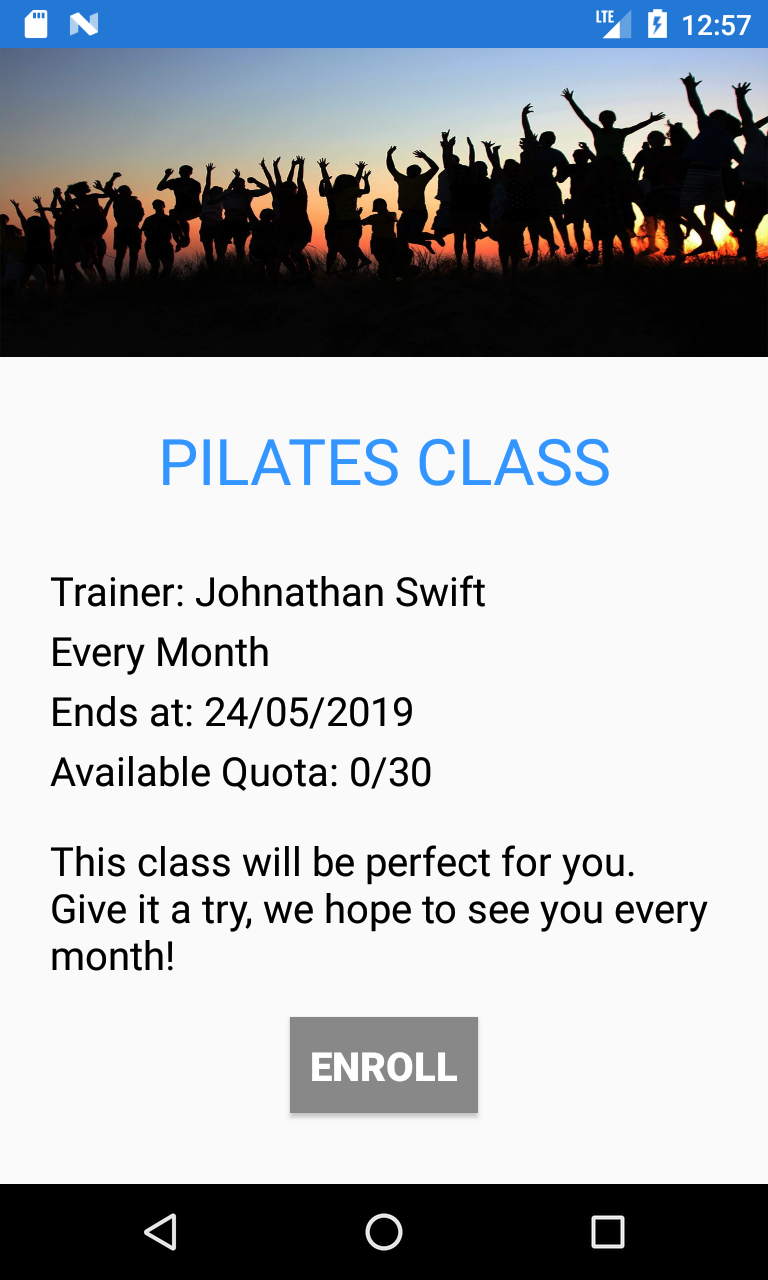 LTE 12:57
PILATES CLASS
Trainer: Johnathan Swift
Every Month
Ends at: 24/05/2019
Available Quota: 0/30
This class will be perfect for you.
Give it a try, we hope to see you every
month!
ENROLL